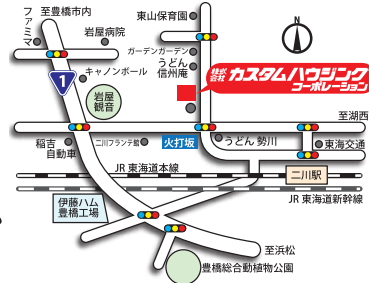 ファミマ
至豊橋市内
岩屋病院
東山保育園
N
ガーデンガーデン
うどん
信州庵
キャノンボール
1
株式会社 カスタムハウジング
コーポレーション
岩屋
観音
至湖西
稲吉
自動車
二川フランテ館
火打坂
うどん 勢川
東海交通
JR 東海道本線
二川駅
JR 東海道新幹線
伊藤ハム
豊橋工場
至浜松
豊橋総合動植物公園